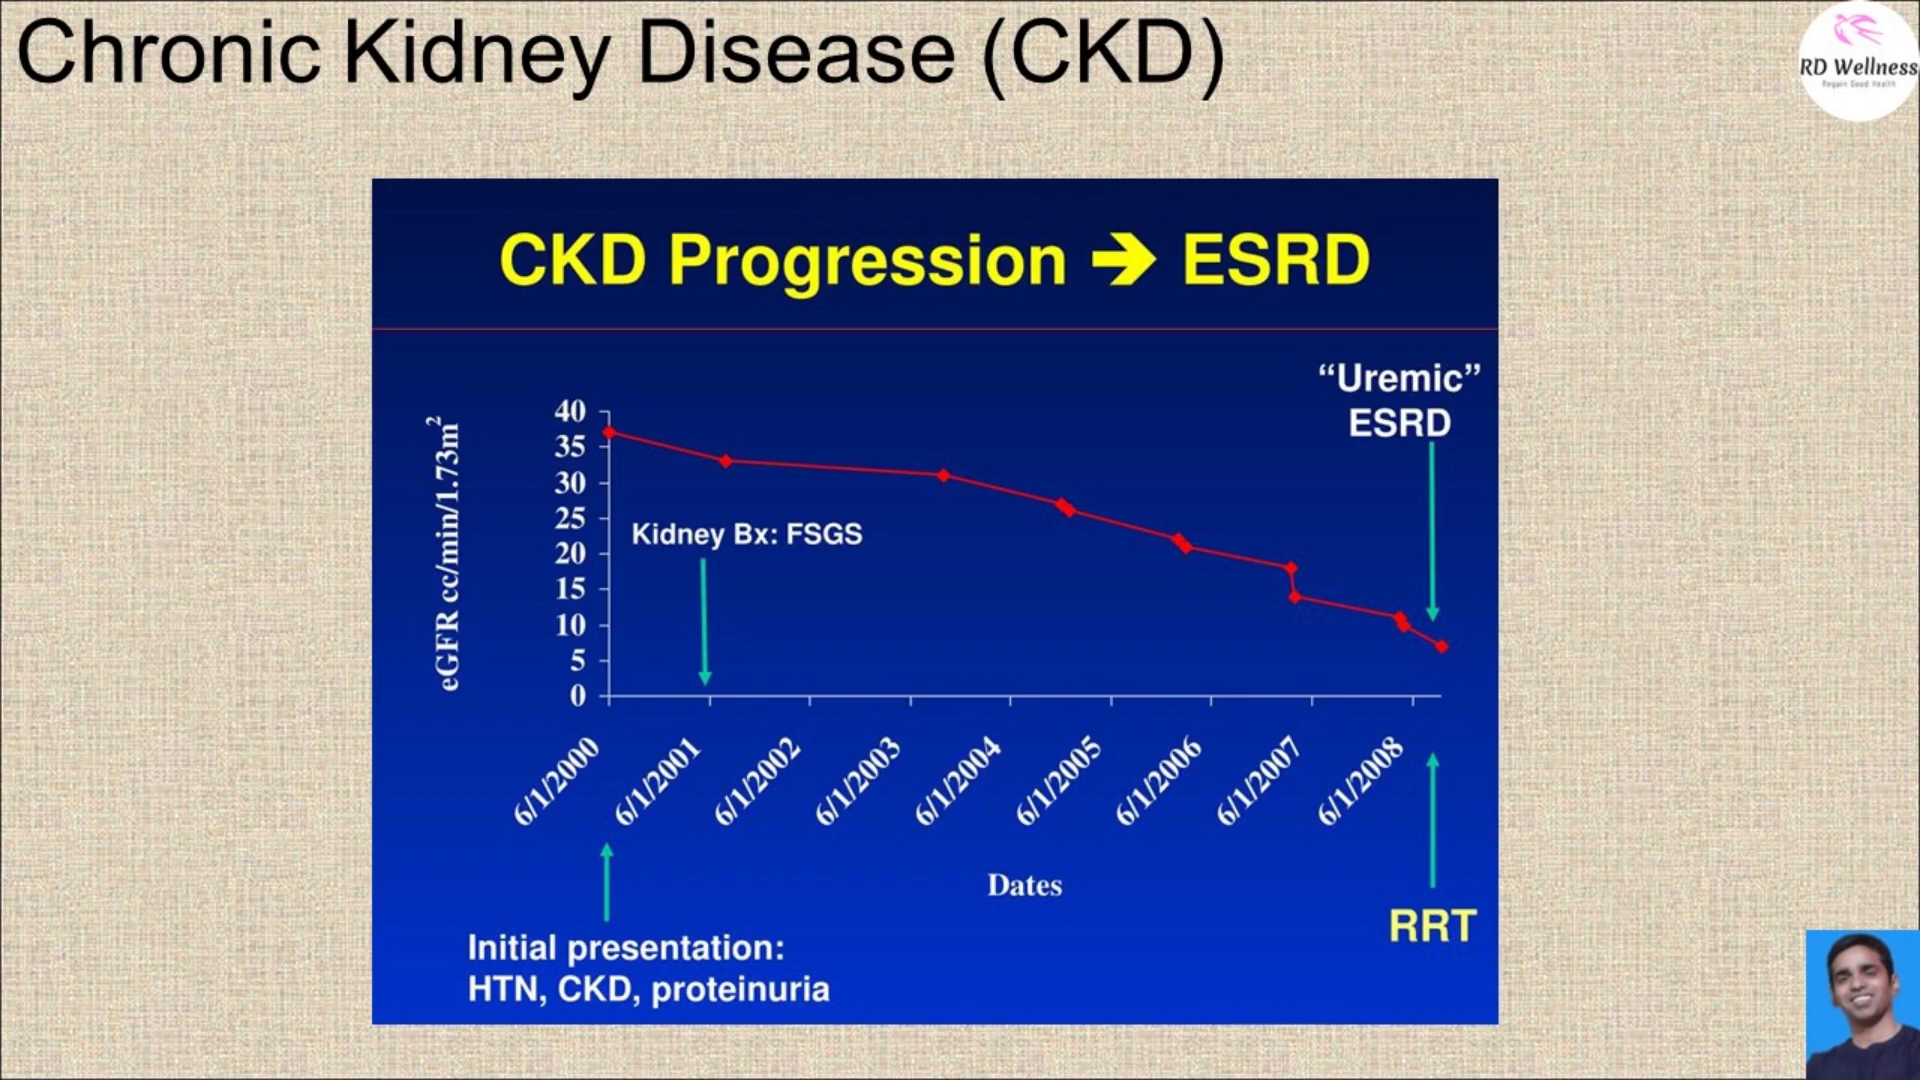 Chronic Kidney Disease (CKD)
RD Wellness
Regain Good Health
CKD Progression ➔ ESRD
“Uremic”
ESRD
eGFR cc/min/1.73m²
40
35
30
25
20
15
10
5
0
Kidney Bx: FSGS
6/1/2000
6/1/2001
6/1/2002
6/1/2003
6/1/2004
6/1/2005
6/1/2006
6/1/2007
6/1/2008
Dates
RRT
Initial presentation:
HTN, CKD, proteinuria